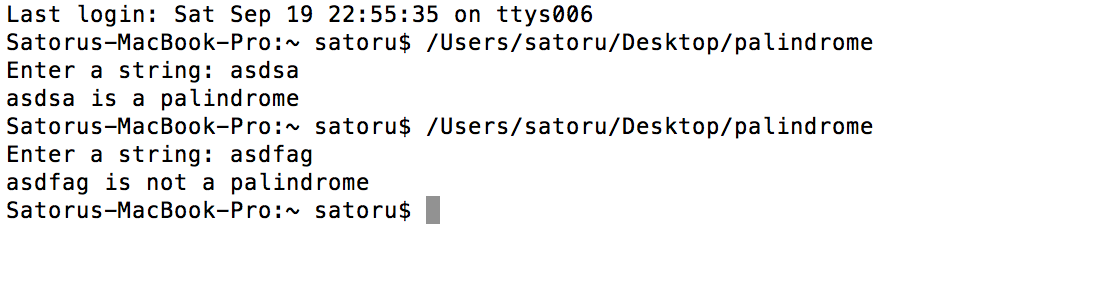 Last login: Sat Sep 19 22:55:35 on ttys006
Satorus-MacBook-Pro:~ satoru$ /Users/satoru/Desktop/palindrome
Enter a string: asdsa
asdsa is a palindrome
Satorus-MacBook-Pro:~ satoru$ /Users/satoru/Desktop/palindrome
Enter a string: asdfag
asdfag is not a palindrome
Satorus-MacBook-Pro:~ satoru$